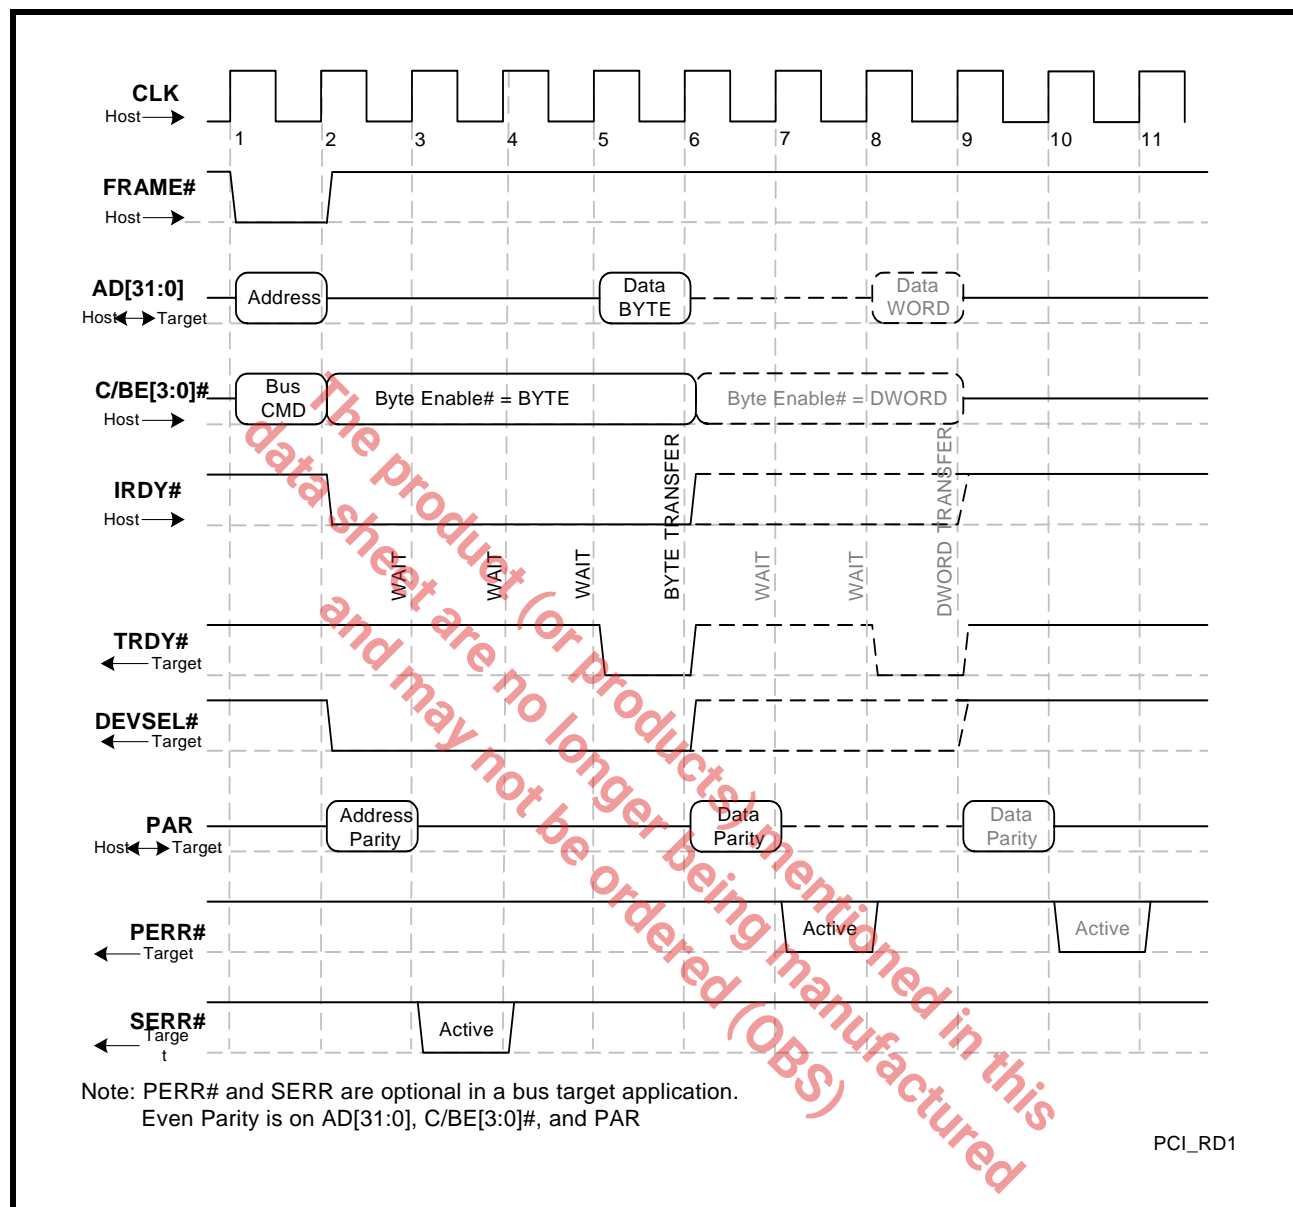 CLK
Host
1 2 3 4 5 6 7 8 9 10 11
FRAME#
Host
AD[31:0]
Host Target
Address
Data
BYTE
Data
WORD
C/BE[3:0]#
Host
Bus
CMD
Byte Enable# = BYTE
Byte Enable# = DWORD
IRDY#
Host
WAIT
WAIT
WAIT
BYTE TRANSFER
WAIT
WAIT
DWORD TRANSFER
TRDY#
Target
DEVSEL#
Target
PAR
Host Target
Address
Parity
Data
Parity
Data
Parity
PERR#
Target
Active
Active
SERR#
Targe
t
Active
Note: PERR# and SERR are optional in a bus target application.
Even Parity is on AD[31:0], C/BE[3:0]#, and PAR
PCI_RD1
The product (or products) mentioned in this
data sheet are no longer being manufactured
and may not be ordered (OBS)